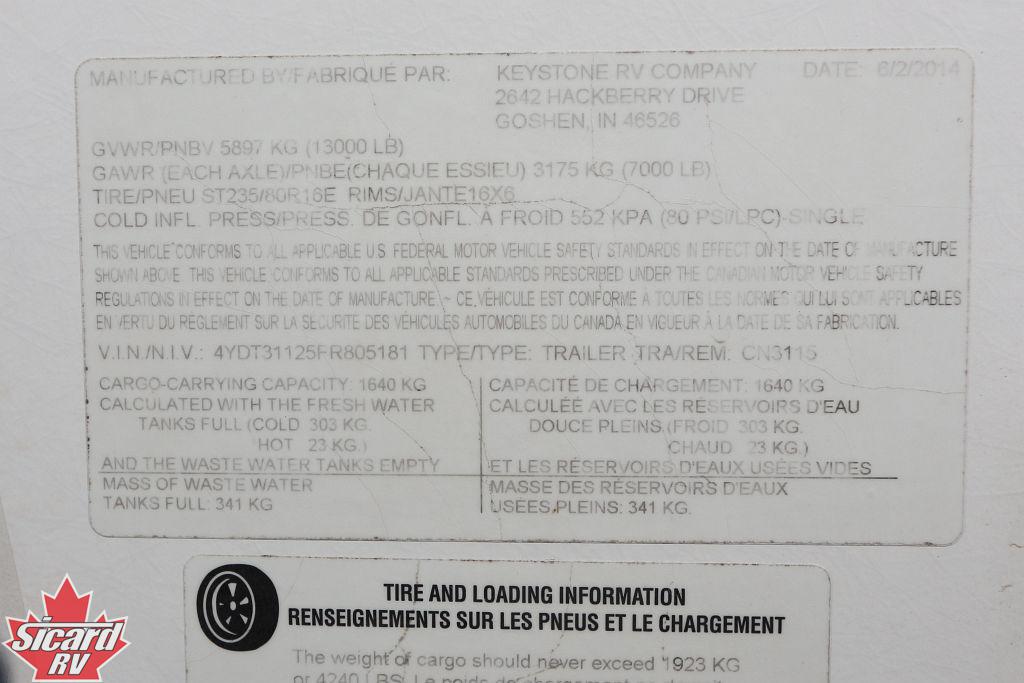 MANUFACTURED BY/FABRIQUÉ PAR: KEYSTONE RV COMPANY DATE: 6/2/2014
2642 HACKBERRY DRIVE
GOSHEN, IN 46526
GVWR/PNBV 5897 KG (13000 LB)
GAWR (EACH AXLE)/PNBE(CHAQUE ESSIEU) 3175 KG (7000 LB)
TIRE/PNEU ST235/80R16E RIMS/JANTE16X6
COLD INFL. PRESS/PRESS. DE GONFL. A FROID 552 KPA (80 PSI/LPC)-SINGLE
THIS VEHICLE CONFORMS TO ALL APPLICABLE U.S. FEDERAL MOTOR VEHICLE SAFETY STANDARDS IN EFFECT ON THE DATE OF MANUFACTURE
SHOWN ABOVE. THIS VEHICLE CONFORMS TO ALL APPLICABLE STANDARDS PRESCRIBED UNDER THE CANADIAN MOTOR VEHICLE SAFETY
REGULATIONS IN EFFECT ON THE DATE OF MANUFACTURE. ~ CE VÉHICULE EST CONFORME À TOUTES LES NORMES QUI LUI SONT APPLICABLES
EN VERTU DU RÈGLEMENT SUR LA SÉCURITÉ DES VÉHICULES AUTOMOBILES DU CANADA EN VIGUEUR À LA DATE DE SA FABRICATION.
V.I.N./N.I.V.: 4YDT31125FR805181 TYPE/TYPE: TRAILER TRA/REM: CN3115
CARGO-CARRYING CAPACITY: 1640 KG
CALCULATED WITH THE FRESH WATER
TANKS FULL (COLD 303 KG.
HOT 23 KG.)
AND THE WASTE WATER TANKS EMPTY
MASS OF WASTE WATER
TANKS FULL: 341 KG
CAPACITÉ DE CHARGEMENT: 1640 KG
CALCULÉE AVEC LES RÉSERVOIRS D'EAU
DOUCE PLEINS (FROID 303 KG.
CHAUD 23 KG.)
ET LES RÉSERVOIRS D'EAUX USÉES VIDES
MASSE DES RÉSERVOIRS D'EAUX
USÉES PLEINS: 341 KG.
TIRE AND LOADING INFORMATION
RENSEIGNEMENTS SUR LES PNEUS ET LE CHARGEMENT
The weight of cargo should never exceed 1923 KG
or 4240 LBS/Le poids de chargement
Sicard
RV